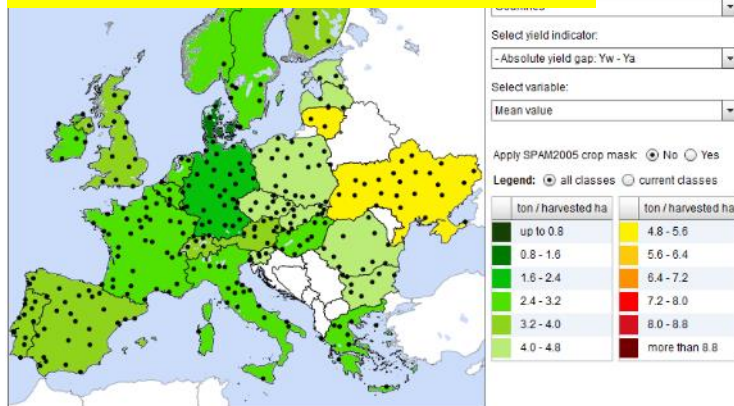 Countries
Select yield indicator:
- Absolute yield gap: Yw - Ya
Select variable:
Mean value
Apply SPAM2005 crop mask: No Yes
Legend: all classes current classes
ton / harvested ha ton / harvested ha
up to 0.8 4.8 - 5.6
0.8 - 1.6 5.6 - 6.4
1.6 - 2.4 6.4 - 7.2
2.4 - 3.2 7.2 - 8.0
3.2 - 4.0 8.0 - 8.8
4.0 - 4.8 more than 8.8